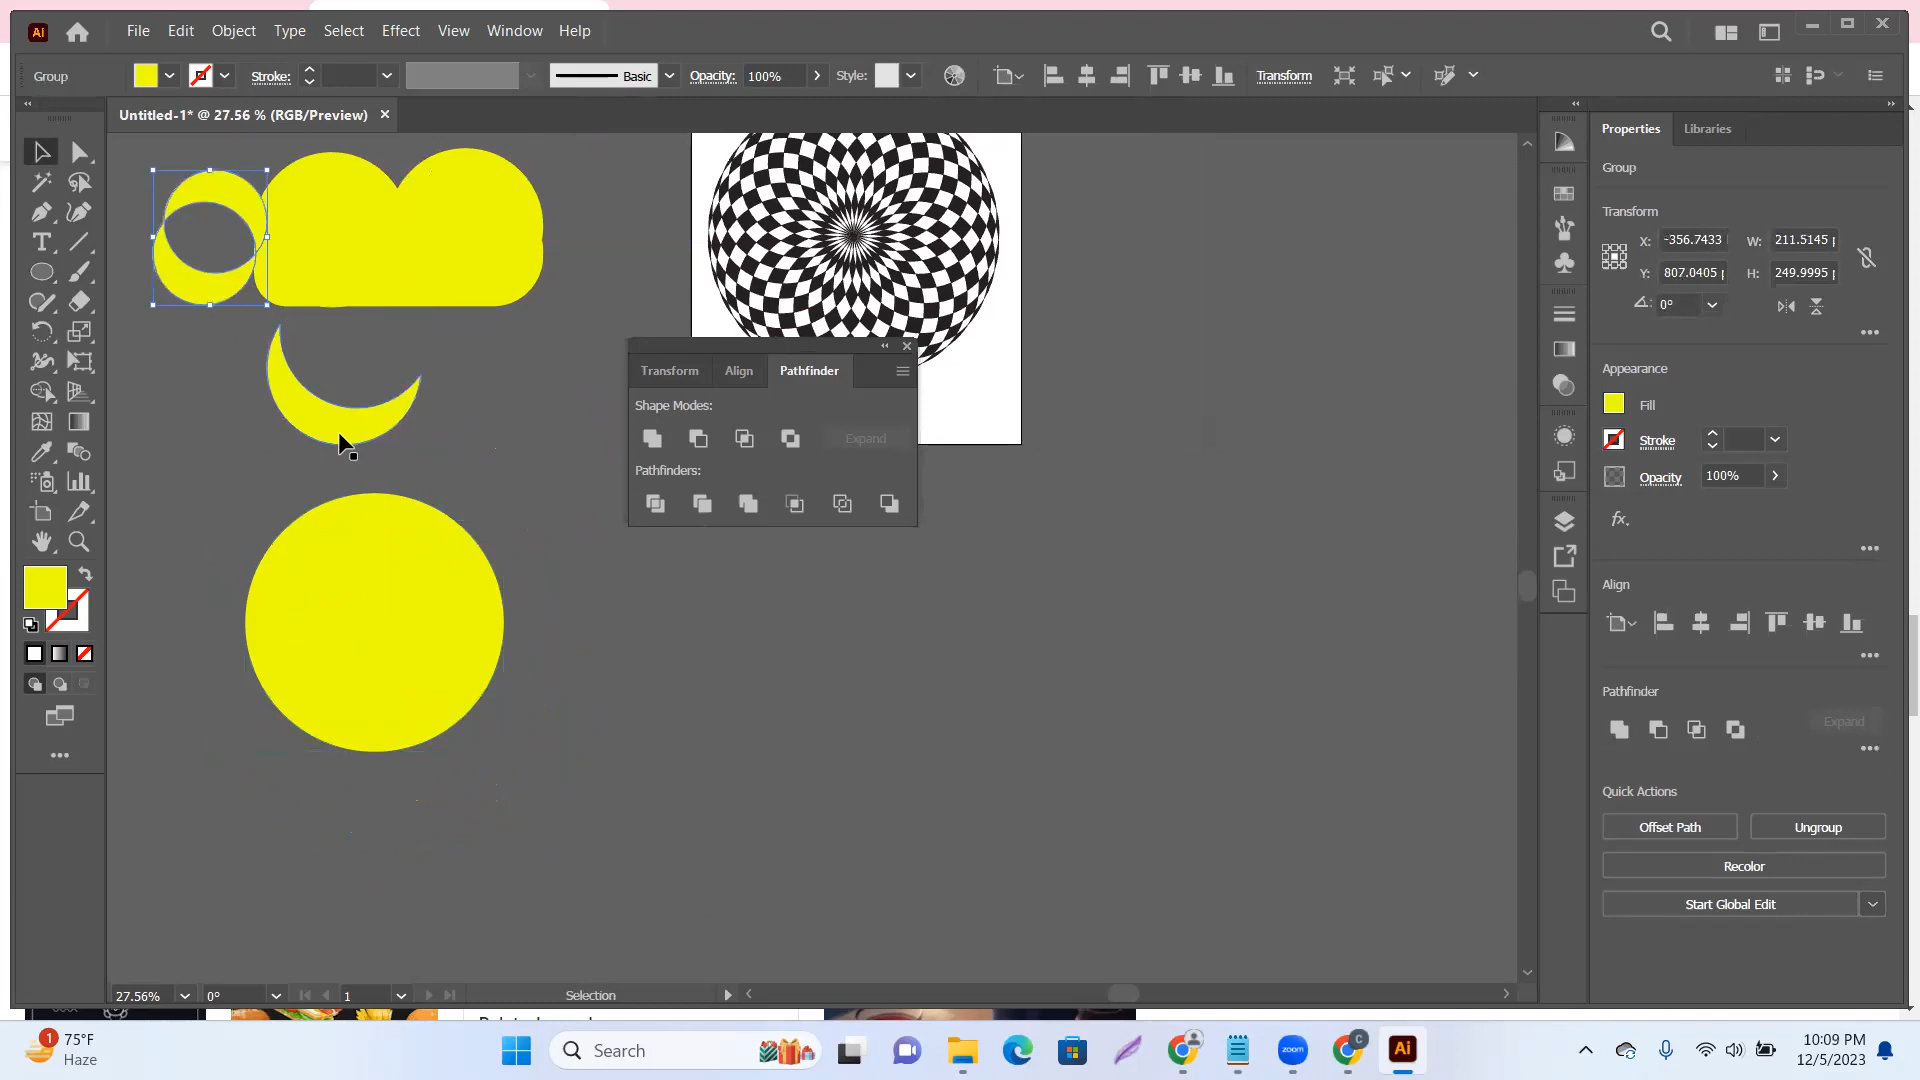 Ai File Edit Object Type Select Effect View Window Help
Group Stroke: Basic Opacity: 100% Style: Transform
Untitled-1* @ 27.56 % (RGB/Preview) ×
Properties Libraries
Group
Transform
X: -356.7433 W: 211.5145 p
Y: 807.0405 p H: 249.9995 p
0°
Appearance
Fill
Stroke
Opacity 100%
fx.
Align
Pathfinder
Expand
Quick Actions
Offset Path Ungroup
Recolor
Start Global Edit
Transform Align Pathfinder
Shape Modes:
Expand
Pathfinders:
27.56% 0° 1 Selection
1 75°F
Haze
Search
zoom
C
Ai
10:09 PM
12/5/2023